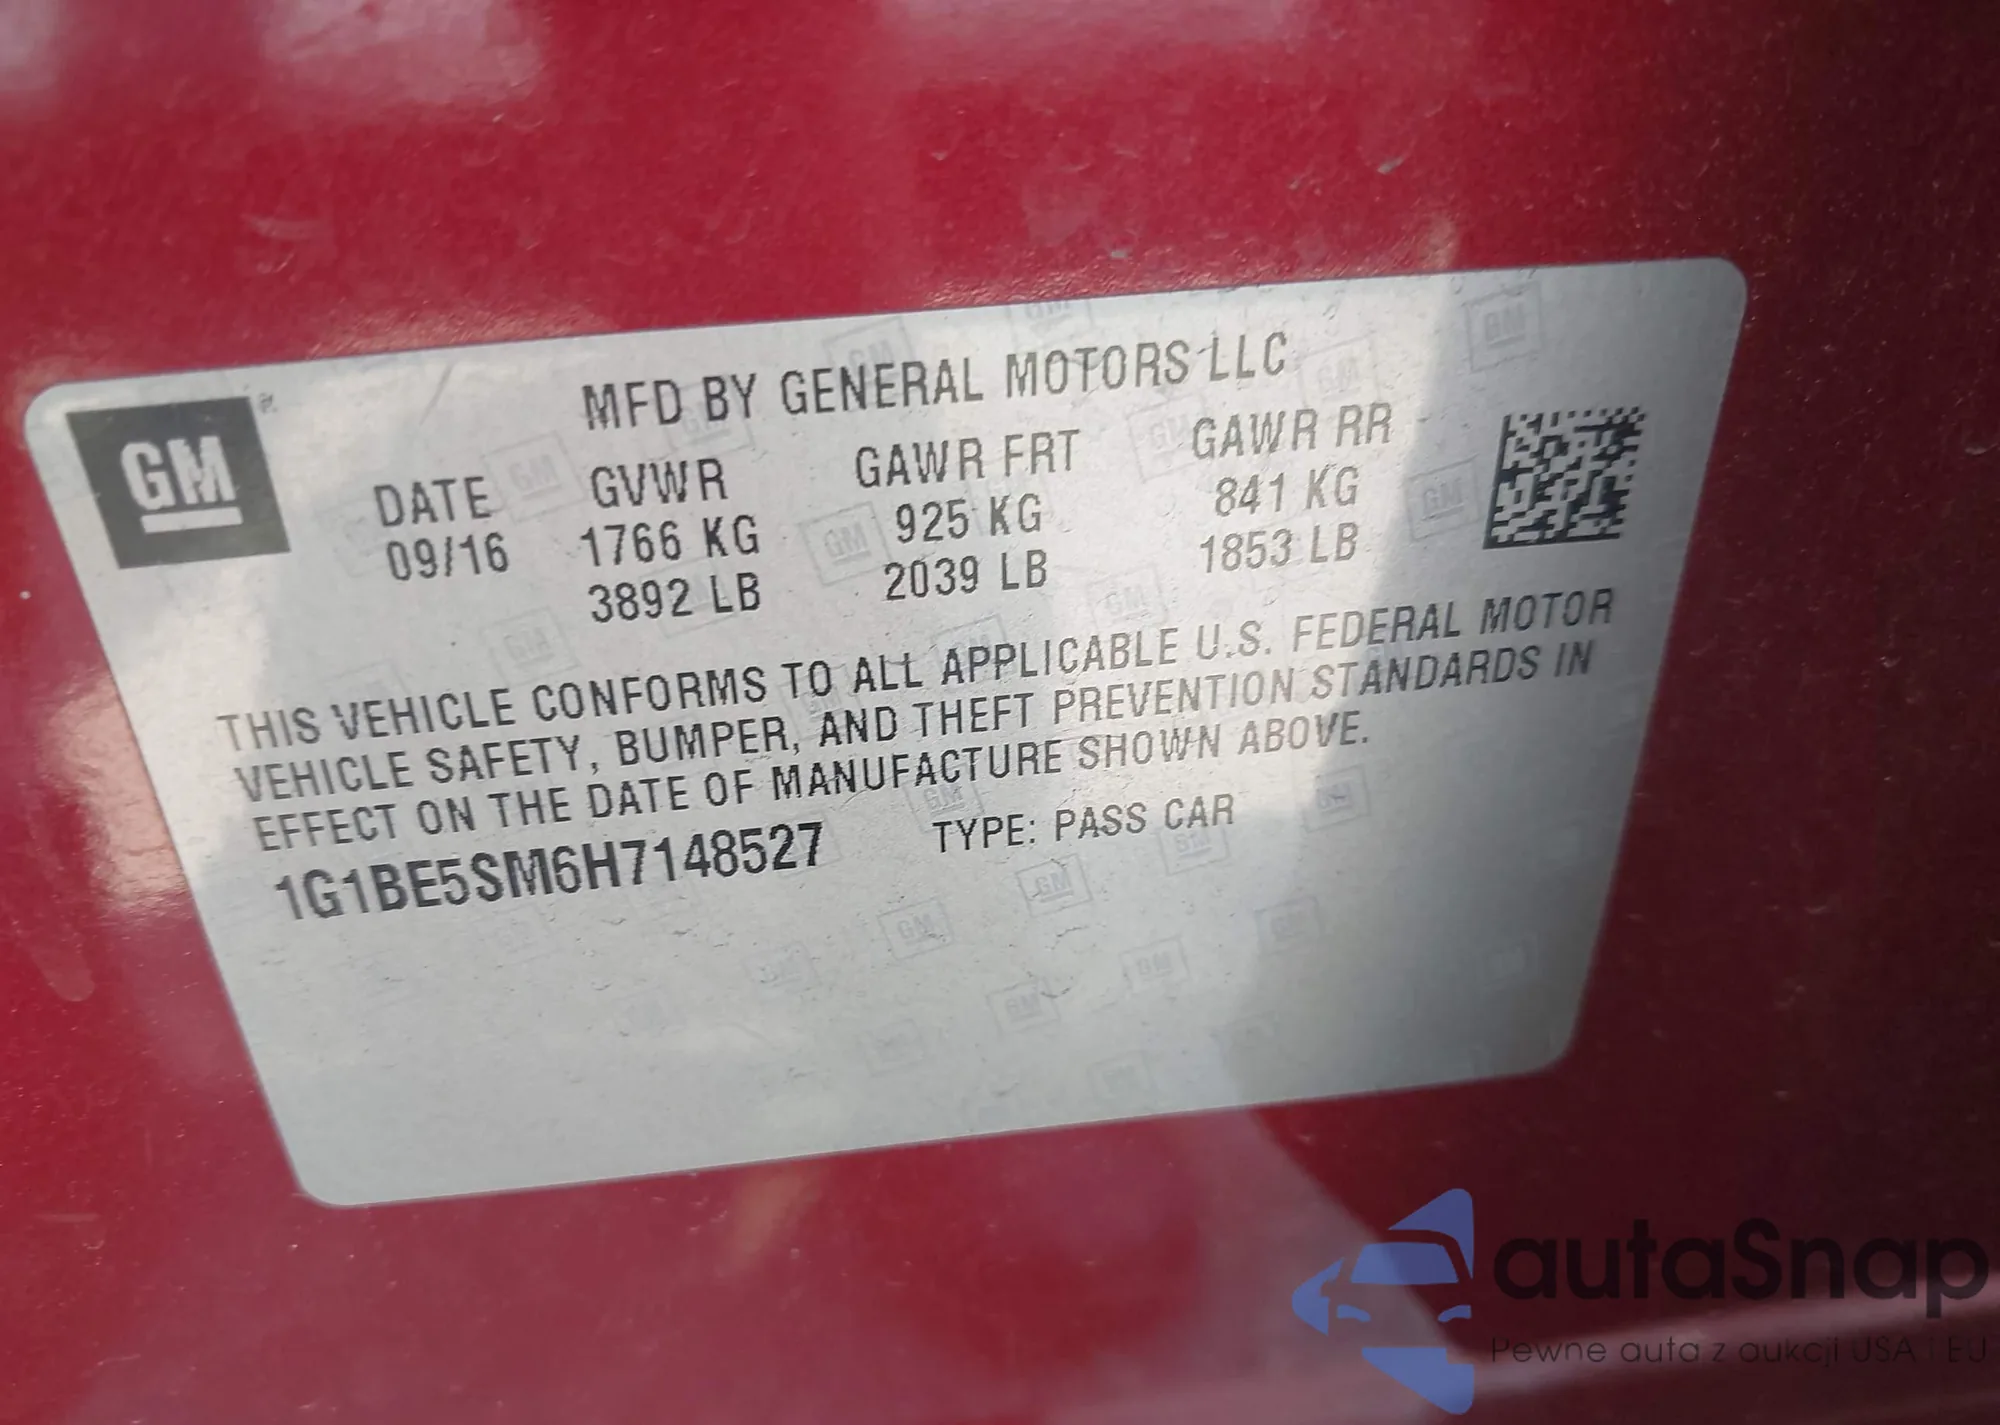 MFD BY GENERAL MOTORS LLC
GM
DATE GVWR GAWR FRT GAWR RR
09/16 1766 KG 925 KG 841 KG
3892 LB 2039 LB 1853 LB
THIS VEHICLE CONFORMS TO ALL APPLICABLE U.S. FEDERAL MOTOR
VEHICLE SAFETY, BUMPER, AND THEFT PREVENTION STANDARDS IN
EFFECT ON THE DATE OF MANUFACTURE SHOWN ABOVE.
1G1BE5SM6H7148527 TYPE: PASS CAR
autaSnap
Pewne auta z aukcji USA i EU